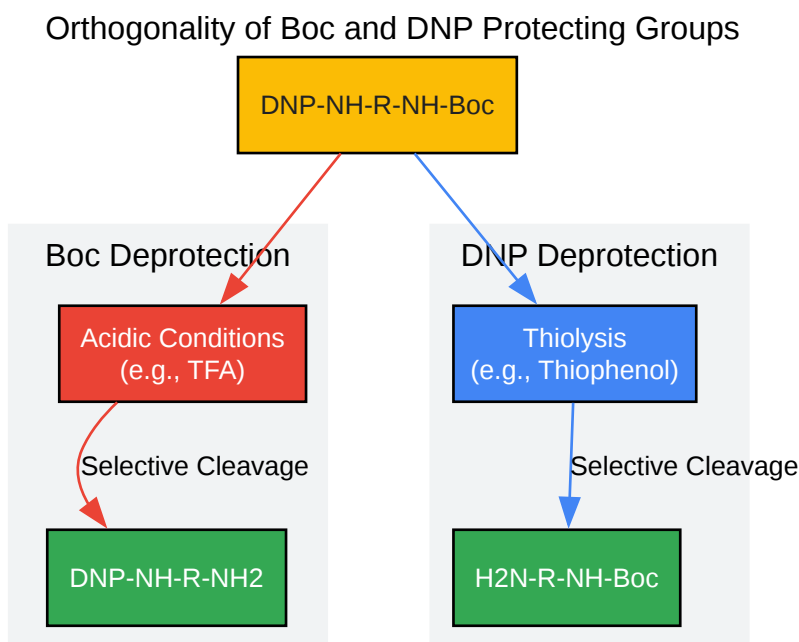 Orthogonality of Boc and DNP Protecting Groups
DNP-NH-R-NH-Boc
Boc Deprotection
Acidic Conditions
(e.g., TFA)
Selective Cleavage
DNP-NH-R-NH2
DNP Deprotection
Thiolysis
(e.g., Thiophenol)
Selective Cleavage
H2N-R-NH-Boc